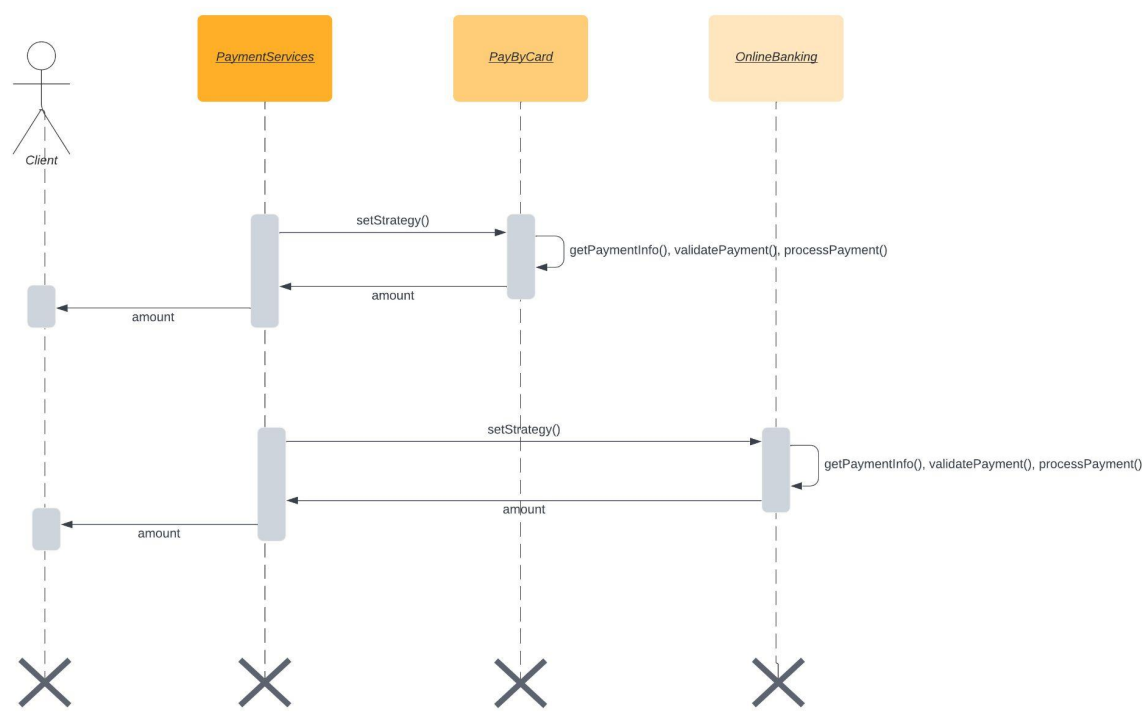 PaymentServices
PayByCard
OnlineBanking
Client
setStrategy()
getPaymentInfo(), validatePayment(), processPayment()
amount
amount
setStrategy()
getPaymentInfo(), validatePayment(), processPayment()
amount
amount